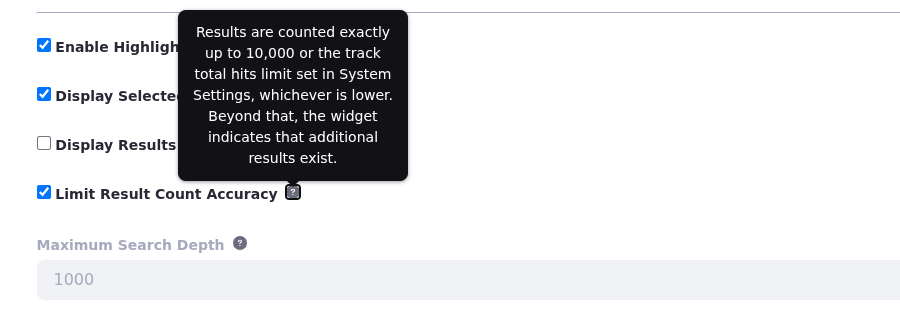 Results are counted exactly
up to 10,000 or the track
total hits limit set in System
Settings, whichever is lower.
Beyond that, the widget
indicates that additional
results exist.
Enable
Display
Display Results
Limit Result Count Accuracy ?
Maximum Search Depth ?
1000